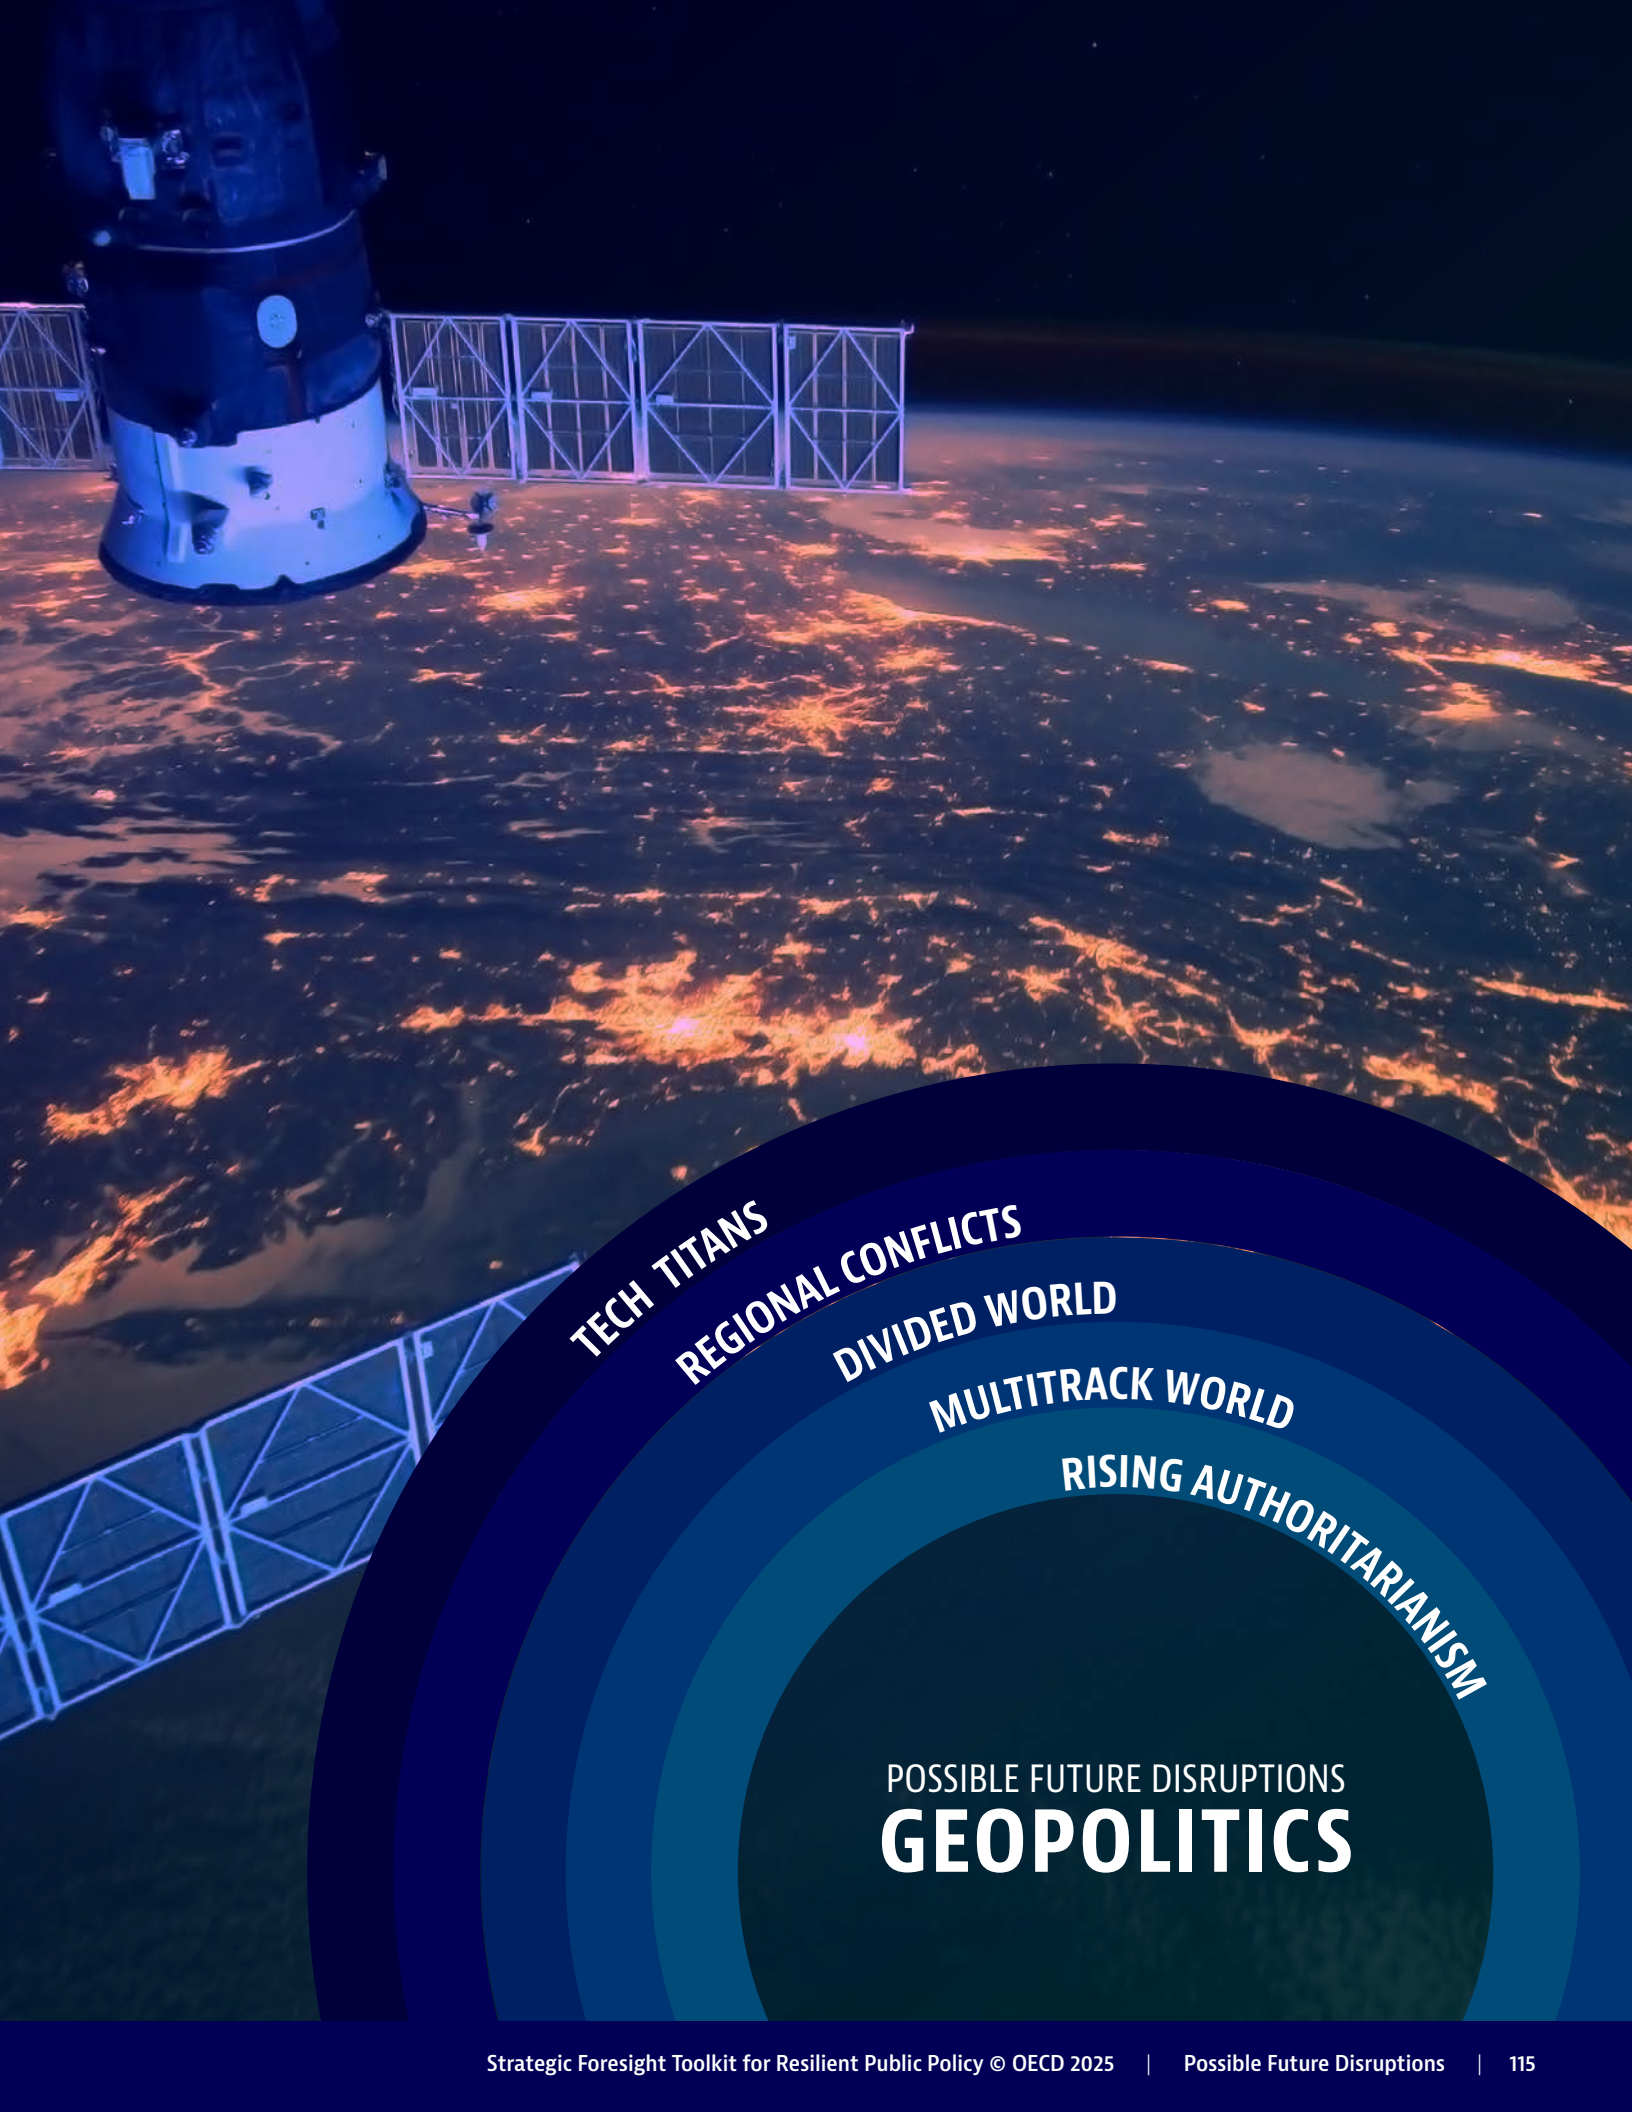 TECH TITANS
REGIONAL CONFLICTS
DIVIDED WORLD
MULTITRACK WORLD
RISING AUTHORITARIANISM
POSSIBLE FUTURE DISRUPTIONS
GEOPOLITICS
Strategic Foresight Toolkit for Resilient Public Policy © OECD 2025 | Possible Future Disruptions | 115